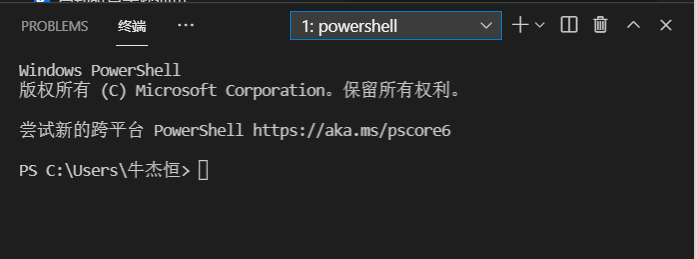 PROBLEMS 终端 ··· 1: powershell
Windows PowerShell
版权所有 (C) Microsoft Corporation。保留所有权利。
尝试新的跨平台 PowerShell https://aka.ms/pscore6
PS C:\Users\牛杰恒>